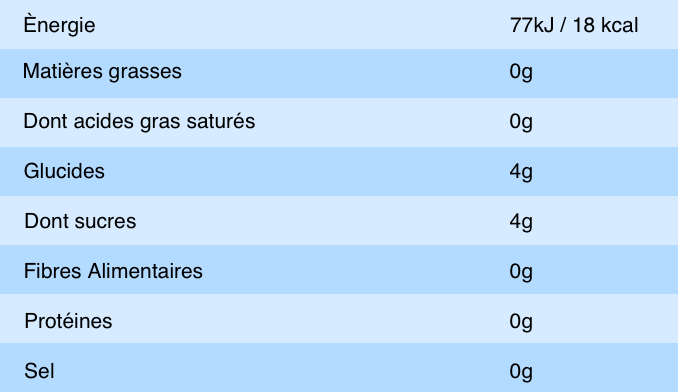 Ènergie 77kJ / 18 kcal
Matières grasses 0g
Dont acides gras saturés 0g
Glucides 4g
Dont sucres 4g
Fibres Alimentaires 0g
Protéines 0g
Sel 0g